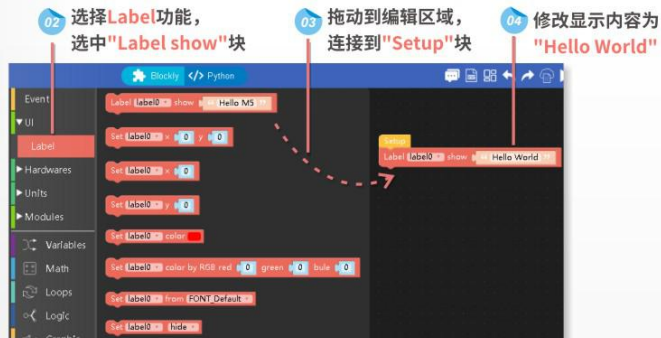 02 选择Label功能，
选中"Label show"块
03 拖动到编辑区域，
连接到"Setup"块
04 修改显示内容为
"Hello World"
Blockly </> Python
Event
UI
Label
Hardwares
Units
Modules
Variables
Math
Loops
Logic
Graphic
Label label0 show “ Hello M5 ”
Set label0 x 0 y 0
Set label0 x 0
Set label0 y 0
Set label0 color
Set label0 color by RGB red 0 green 0 bule 0
Set label0 from FONT_Default
Set label0 hide
Setup
Label label0 show “ Hello World ”